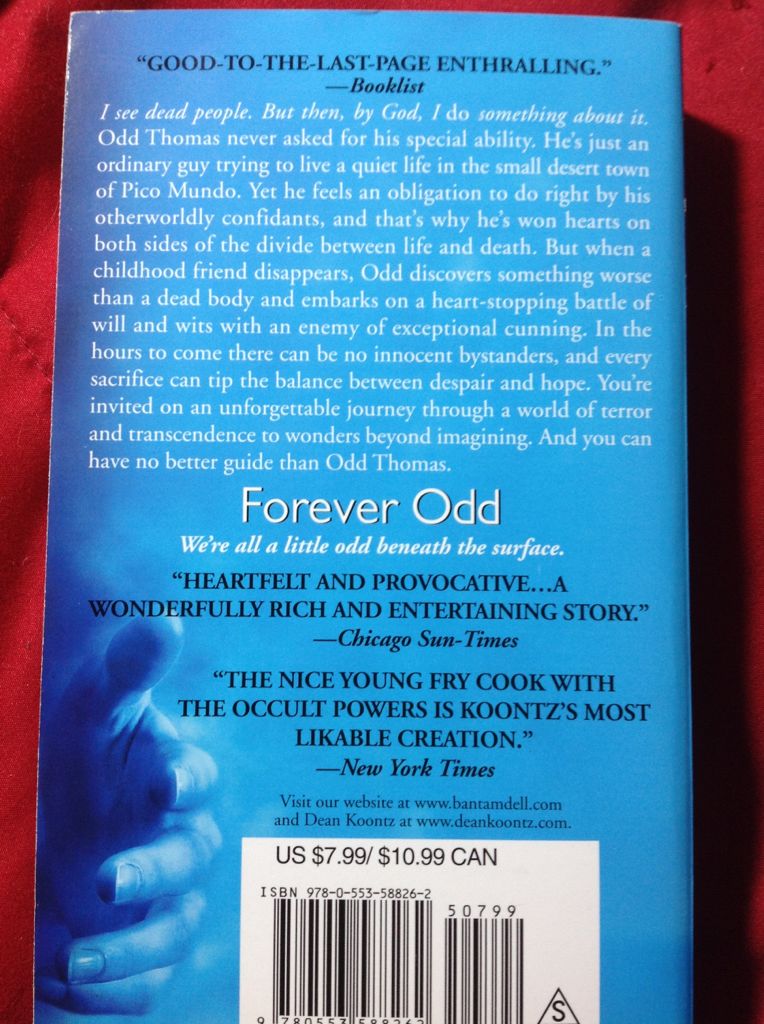 “GOOD-TO-THE-LAST-PAGE ENTHRALLING.”
—Booklist
I see dead people. But then, by God, I do something about it.
Odd Thomas never asked for his special ability. He’s just an
ordinary guy trying to live a quiet life in the small desert town
of Pico Mundo. Yet he feels an obligation to do right by his
otherworldly confidants, and that’s why he’s won hearts on
both sides of the divide between life and death. But when a
childhood friend disappears, Odd discovers something worse
than a dead body and embarks on a heart-stopping battle of
will and wits with an enemy of exceptional cunning. In the
hours to come there can be no innocent bystanders, and every
sacrifice can tip the balance between despair and hope. You’re
invited on an unforgettable journey through a world of terror
and transcendence to wonders beyond imagining. And you can
have no better guide than Odd Thomas.
Forever Odd
We’re all a little odd beneath the surface.
“HEARTFELT AND PROVOCATIVE...A
WONDERFULLY RICH AND ENTERTAINING STORY.”
—Chicago Sun-Times
“THE NICE YOUNG FRY COOK WITH
THE OCCULT POWERS IS KOONTZ’S MOST
LIKABLE CREATION.”
—New York Times
Visit our website at www.bantamdell.com
and Dean Koontz at www.deankoontz.com.
US $7.99/ $10.99 CAN
ISBN 978-0-553-58826-2
50799
9 780553 588262
S